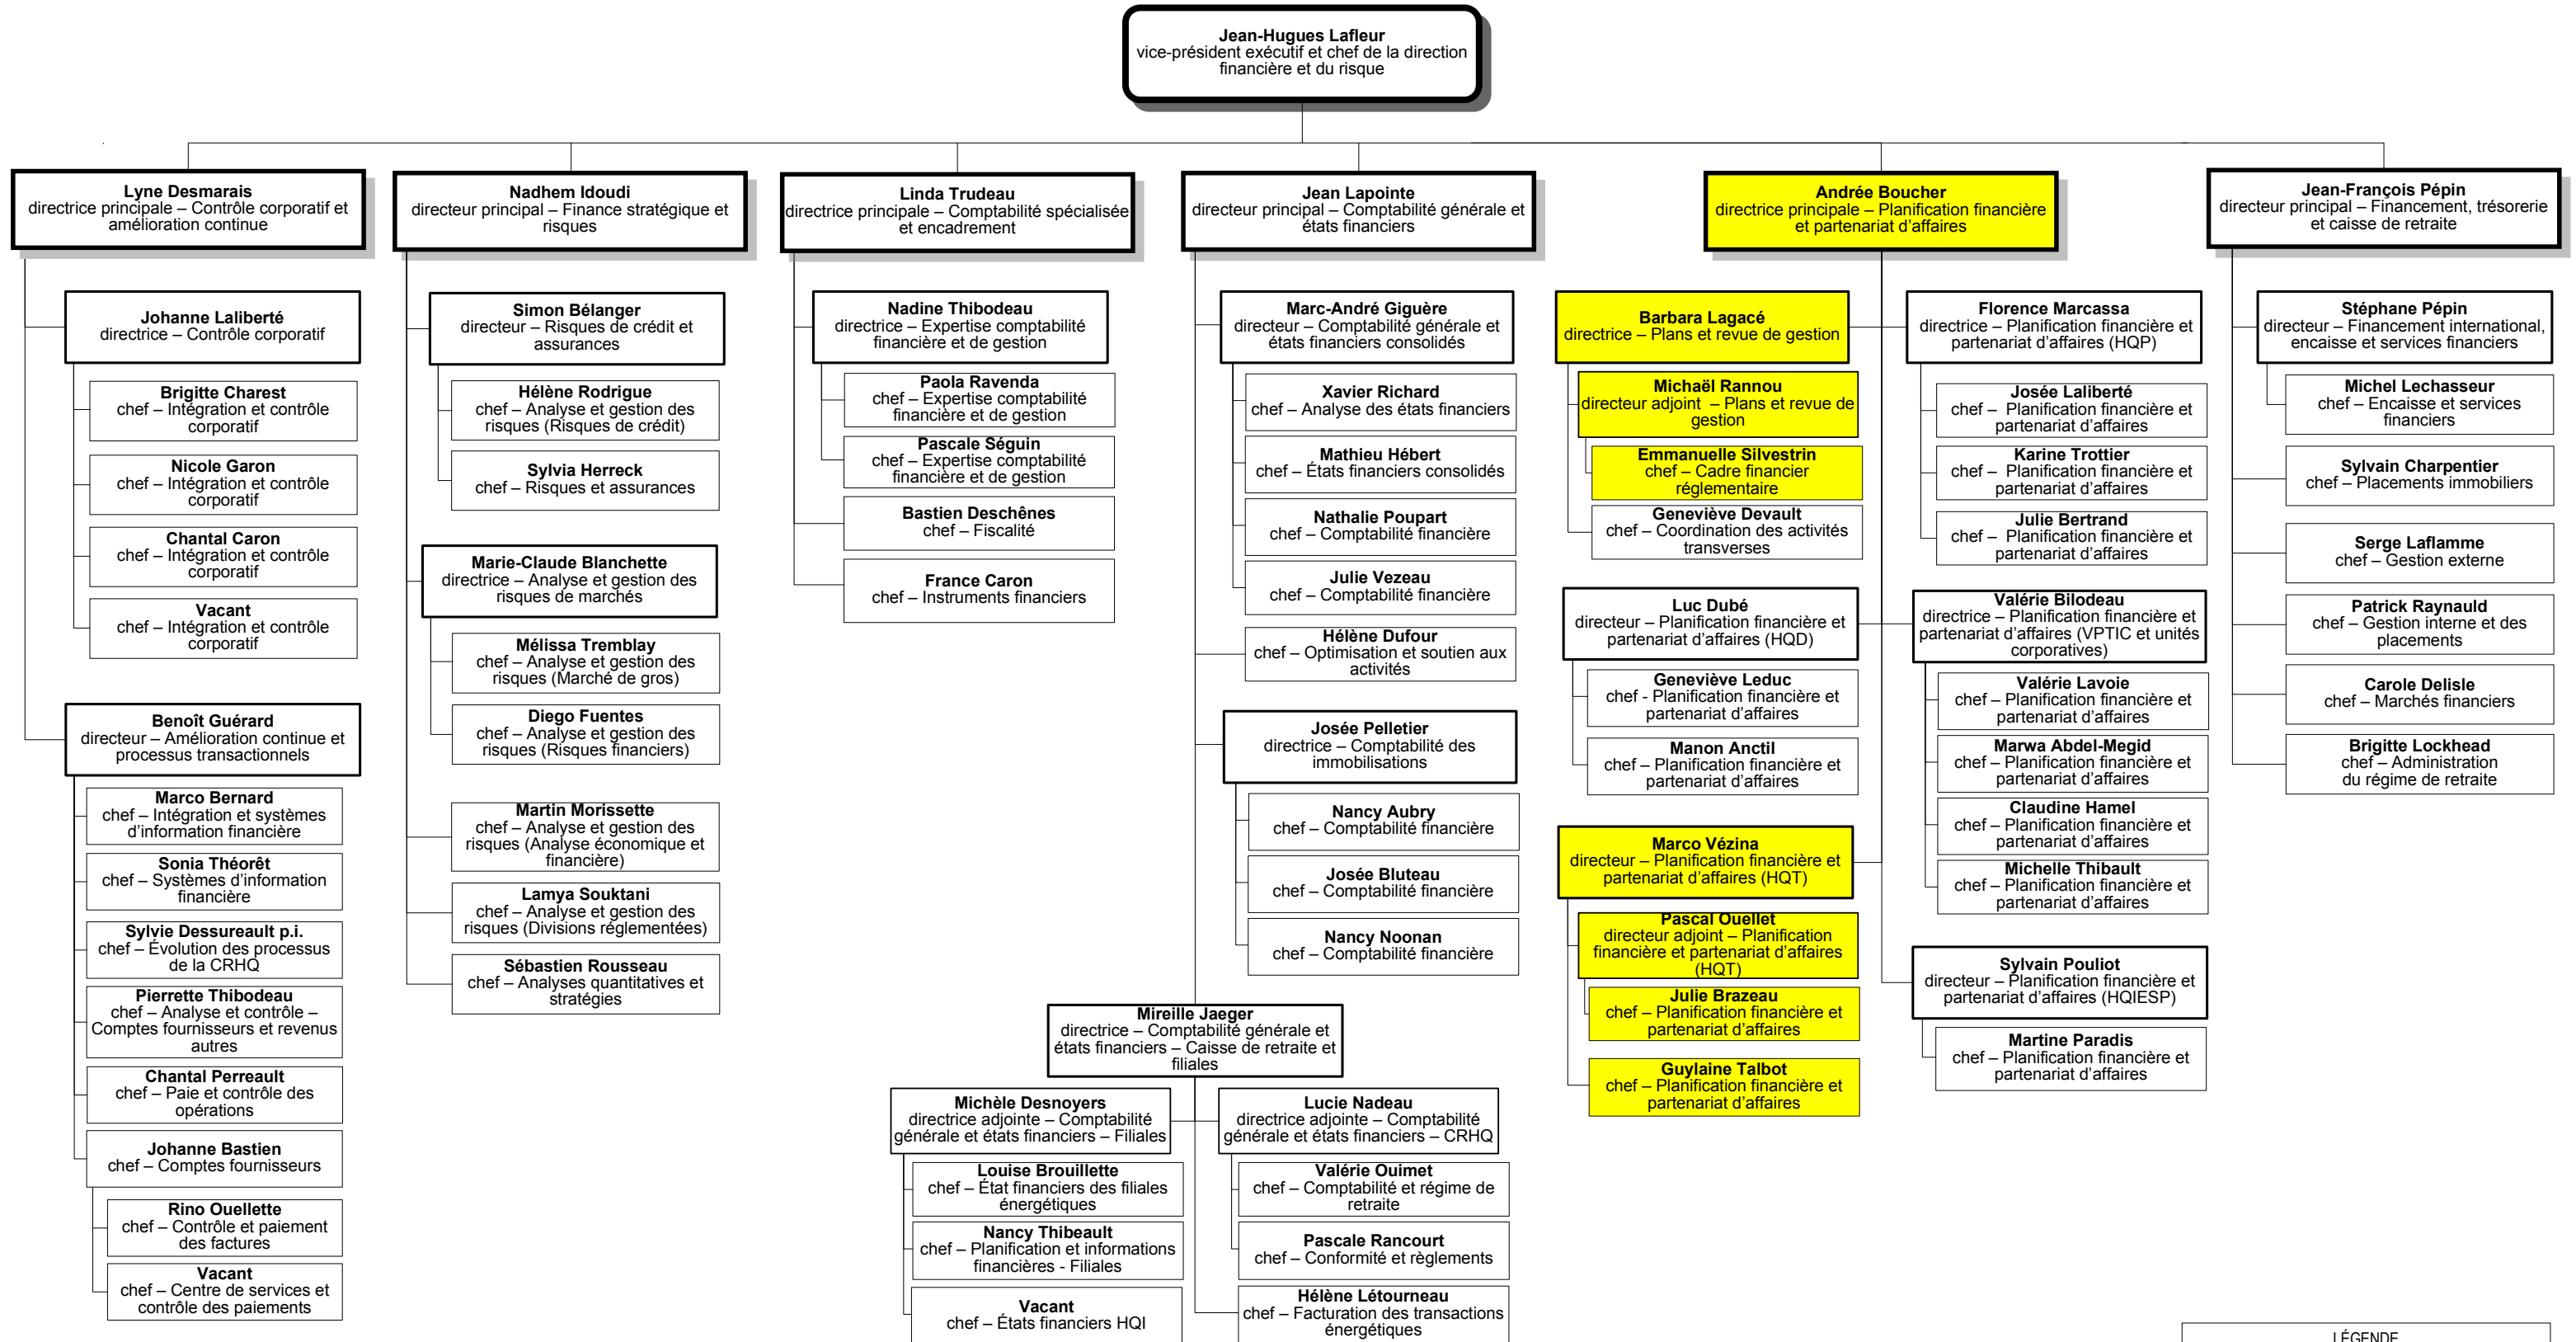 Jean-Hugues Lafleur
vice-président exécutif et chef de la direction
financière et du risque
Lyne Desmarais
directrice principale – Contrôle corporatif et
amélioration continue
Johanne Laliberté
directrice – Contrôle corporatif
Brigitte Charest
chef – Intégration et contrôle
corporatif
Nicole Garon
chef – Intégration et contrôle
corporatif
Chantal Caron
chef – Intégration et contrôle
corporatif
Vacant
chef – Intégration et contrôle
corporatif
Benoît Guérard
directeur – Amélioration continue et
processus transactionnels
Marco Bernard
chef – Intégration et systèmes
d'information financière
Sonia Théorêt
chef – Systèmes d'information
financière
Sylvie Dessureault p.i.
chef – Évolution des processus
de la CRHQ
Pierrette Thibodeau
chef – Analyse et contrôle –
Comptes fournisseurs et revenus
autres
Chantal Perreault
chef – Paie et contrôle des
opérations
Johanne Bastien
chef – Comptes fournisseurs
Rino Ouellette
chef – Contrôle et paiement
des factures
Vacant
chef – Centre de services et
contrôle des paiements
Nadhem Idoudi
directeur principal – Finance stratégique et
risques
Simon Bélanger
directeur – Risques de crédit et
assurances
Hélène Rodrigue
chef – Analyse et gestion des
risques (Risques de crédit)
Sylvia Herreck
chef – Risques et assurances
Marie-Claude Blanchette
directrice – Analyse et gestion des
risques de marchés
Mélissa Tremblay
chef – Analyse et gestion des
risques (Marché de gros)
Diego Fuentes
chef – Analyse et gestion des
risques (Risques financiers)
Martin Morissette
chef – Analyse et gestion des
risques (Analyse économique et
financière)
Lamya Souktani
chef – Analyse et gestion des
risques (Divisions réglementées)
Sébastien Rousseau
chef – Analyses quantitatives et
stratégies
Linda Trudeau
directrice principale – Comptabilité spécialisée
et encadrement
Nadine Thibodeau
directrice – Expertise comptabilité
financière et de gestion
Paola Ravenda
chef – Expertise comptabilité
financière et de gestion
Pascale Séguin
chef – Expertise comptabilité
financière et de gestion
Bastien Deschênes
chef – Fiscalité
France Caron
chef – Instruments financiers
Jean Lapointe
directeur principal – Comptabilité générale et
états financiers
Marc-André Giguère
directeur – Comptabilité générale et
états financiers consolidés
Xavier Richard
chef – Analyse des états financiers
Mathieu Hébert
chef – États financiers consolidés
Nathalie Poupart
chef – Comptabilité financière
Julie Vezeau
chef – Comptabilité financière
Hélène Dufour
chef – Optimisation et soutien aux
activités
Josée Pelletier
directrice – Comptabilité des
immobilisations
Nancy Aubry
chef – Comptabilité financière
Josée Bluteau
chef – Comptabilité financière
Nancy Noonan
chef – Comptabilité financière
Mireille Jaeger
directrice – Comptabilité générale et
états financiers – Caisse de retraite et
filiales
Michèle Desnoyers
directrice adjointe – Comptabilité
générale et états financiers – Filiales
Louise Brouillette
chef – État financiers des filiales
énergétiques
Nancy Thibeault
chef – Planification et informations
financières - Filiales
Vacant
chef – États financiers HQI
Lucie Nadeau
directrice adjointe – Comptabilité
générale et états financiers – CRHQ
Valérie Ouimet
chef – Comptabilité et régime de
retraite
Pascale Rancourt
chef – Conformité et règlements
Hélène Létourneau
chef – Facturation des transactions
énergétiques
Andrée Boucher
directrice principale – Planification financière
et partenariat d'affaires
Barbara Lagacé
directrice – Plans et revue de gestion
Michaël Rannou
directeur adjoint – Plans et revue de
gestion
Emmanuelle Silvestrin
chef – Cadre financier
réglementaire
Geneviève Devault
chef – Coordination des activités
transverses
Luc Dubé
directeur – Planification financière et
partenariat d'affaires (HQD)
Geneviève Leduc
chef - Planification financière et
partenariat d'affaires
Manon Anctil
chef – Planification financière et
partenariat d'affaires
Marco Vézina
directeur – Planification financière et
partenariat d'affaires (HQT)
Pascal Ouellet
directeur adjoint – Planification
financière et partenariat d'affaires
(HQT)
Julie Brazeau
chef – Planification financière et
partenariat d'affaires
Guylaine Talbot
chef – Planification financière et
partenariat d'affaires
Florence Marcassa
directrice – Planification financière et
partenariat d'affaires (HQP)
Josée Laliberté
chef – Planification financière et
partenariat d'affaires
Karine Trottier
chef – Planification financière et
partenariat d'affaires
Julie Bertrand
chef – Planification financière et
partenariat d'affaires
Valérie Bilodeau
directrice – Planification financière et
partenariat d'affaires (VPTIC et unités
corporatives)
Valérie Lavoie
chef – Planification financière et
partenariat d'affaires
Marwa Abdel-Megid
chef – Planification financière et
partenariat d'affaires
Claudine Hamel
chef – Planification financière et
partenariat d'affaires
Michelle Thibault
chef – Planification financière et
partenariat d'affaires
Sylvain Pouliot
directeur – Planification financière et
partenariat d'affaires (HQIESP)
Martine Paradis
chef – Planification financière et
partenariat d'affaires
Jean-François Pépin
directeur principal – Financement, trésorerie
et caisse de retraite
Stéphane Pépin
directeur – Financement international,
encaisse et services financiers
Michel Lechasseur
chef – Encaisse et services
financiers
Sylvain Charpentier
chef – Placements immobiliers
Serge Laflamme
chef – Gestion externe
Patrick Raynauld
chef – Gestion interne et des
placements
Carole Delisle
chef – Marchés financiers
Brigitte Lockhead
chef – Administration
du régime de retraite
LÉGENDE